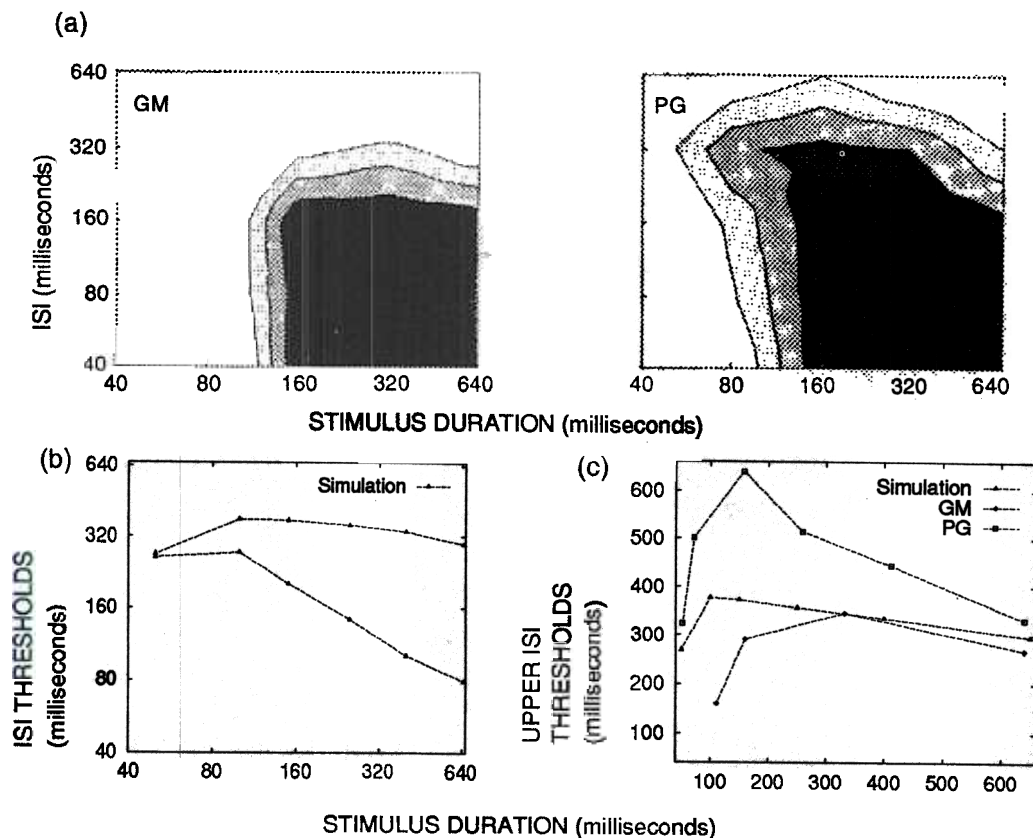 (a)
640
320
160
80
40
ISI (milliseconds)
GM
40 80 160 320 640
PG
40 80 160 320 640
STIMULUS DURATION (milliseconds)
(b)
640
320
160
80
40
ISI THRESHOLDS
(milliseconds)
Simulation
40 80 160 320 640
(c)
600
500
400
300
200
100
UPPER ISI
THRESHOLDS
(milliseconds)
Simulation
GM
PG
100 200 300 400 500 600
STIMULUS DURATION (milliseconds)